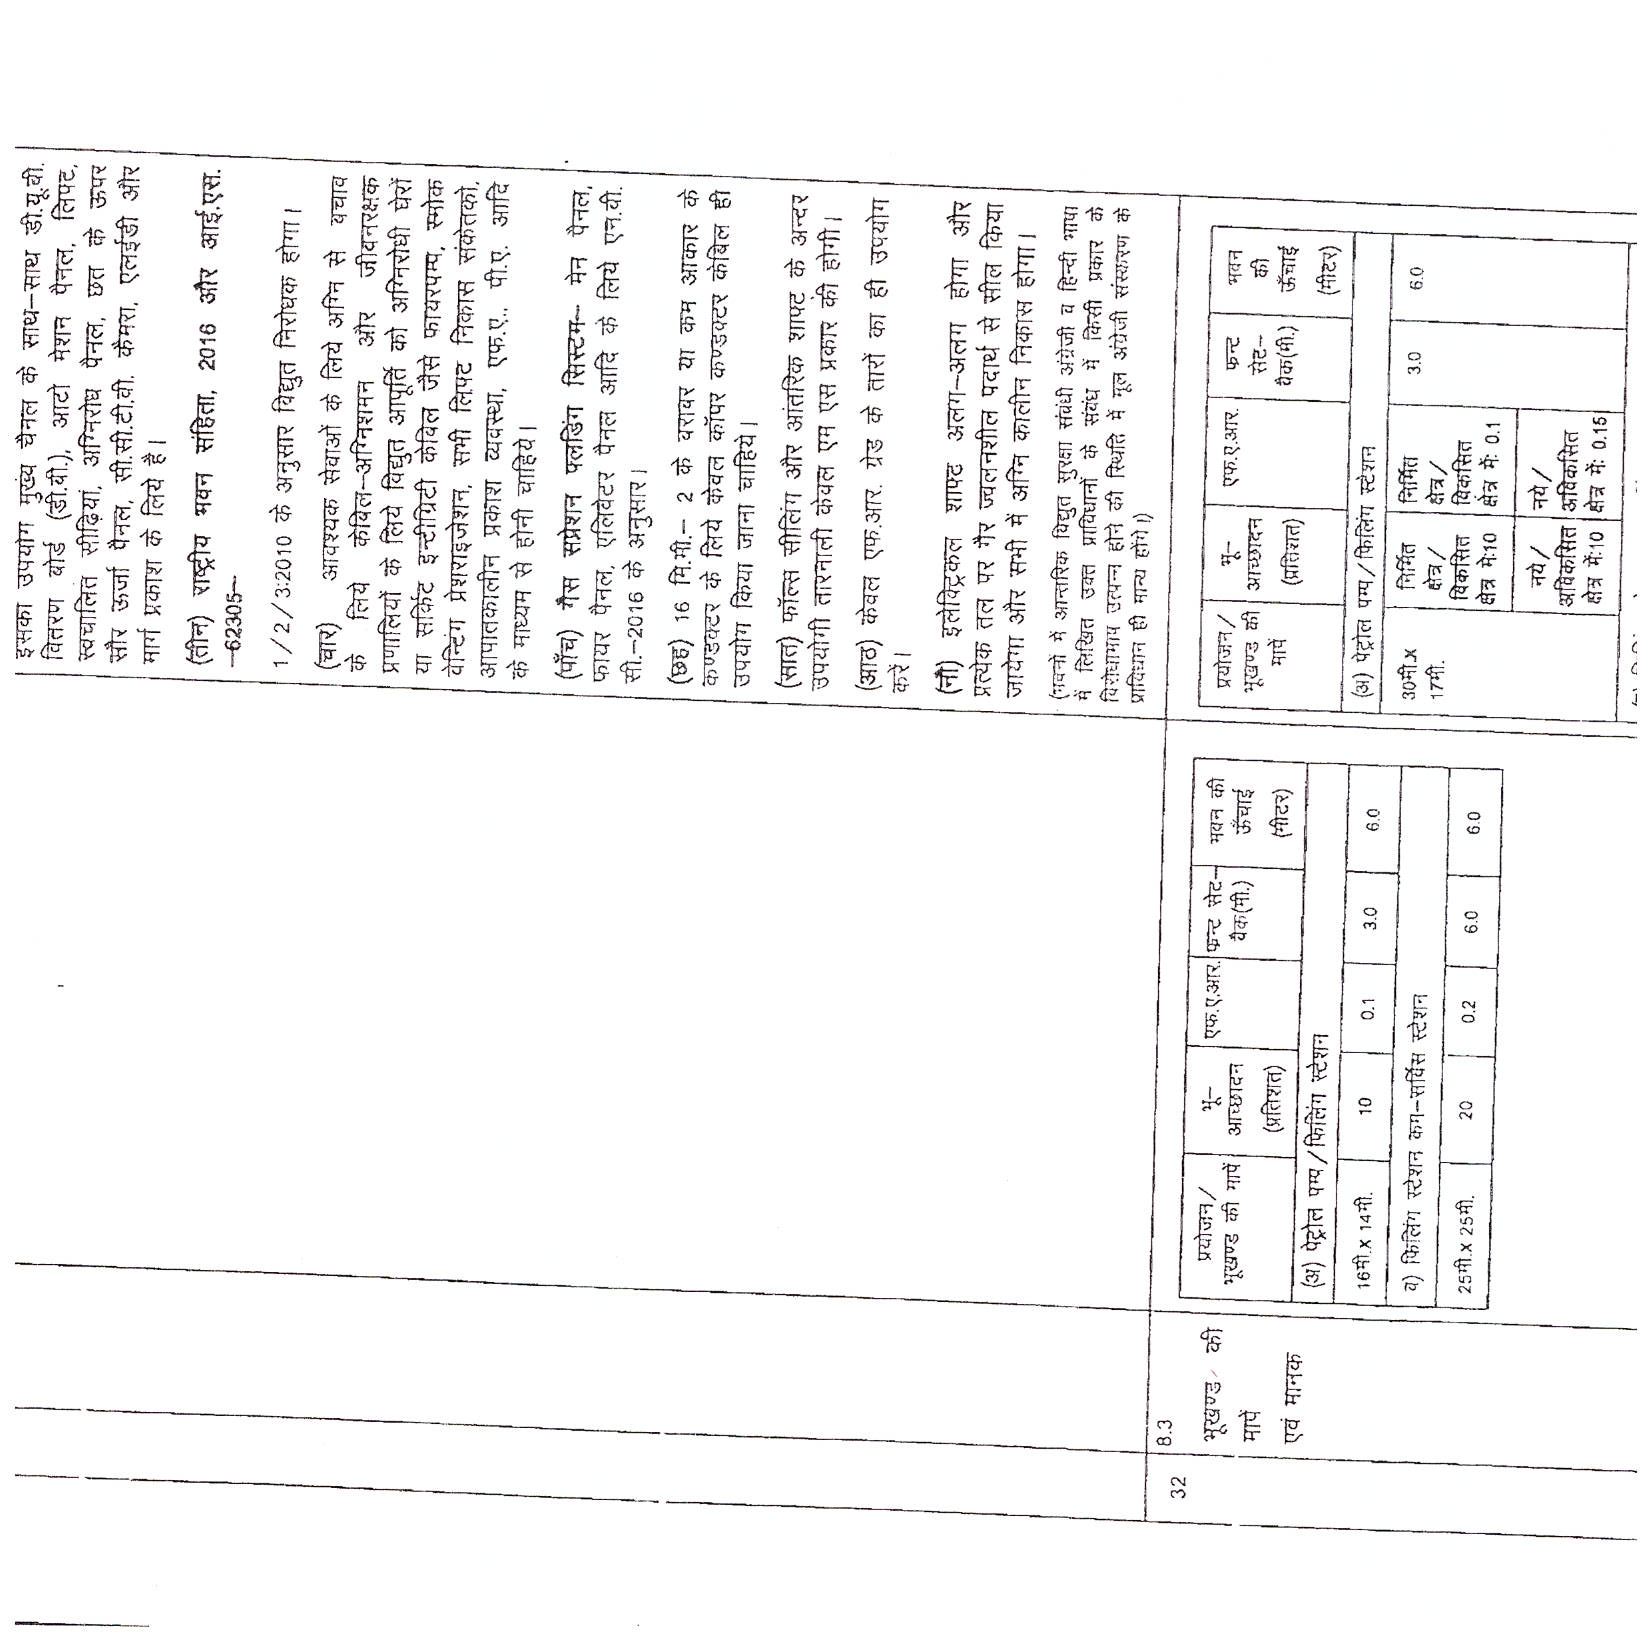 इसका उपयोग मुख्य चैनल के साथ–साथ डी.यू.बी.
वितरण बोर्ड (डी.बी.), आटो मेशन पैनल, लिफ्ट,
स्वचालित सीढ़ियां, अग्निरोध पैनल, छत के ऊपर
सौर ऊर्जा पैनल, सी.सी.टी.वी. कैमरा, एलईडी और
मार्ग प्रकाश के लिये है।
(तीन) राष्ट्रीय भवन संहिता, 2016 और आई.एस.
–62305–
1/2/3:2010 के अनुसार विद्युत निरोधक होगा।
(चार) आवश्यक सेवाओं के लिये अग्नि से बचाव
के लिये केबिल–अग्निशमन और जीवनरक्षक
प्रणालियों के लिये विद्युत आपूर्ति को अग्निरोधी घेरों
या सर्किट इन्टीग्रिटी केबिल जैसे फायरपम्प, स्मोक
वेन्टिंग प्रेशराइजेशन, सभी लिफ्ट निकास संकेतकों,
आपातकालीन प्रकाश व्यवस्था, एफ.ए., पी.ए. आदि
के माध्यम से होनी चाहिये।
(पाँच) गैस सप्रेशन फ्लडिंग सिस्टम– मेन पैनल,
फायर पैनल, एलिवेटर पैनल आदि के लिये एन.बी.
सी.–2016 के अनुसार।
(छह) 16 मि.मी.– 2 के बराबर या कम आकार के
कण्डक्टर के लिये केवल कॉपर कण्डक्टर केबिल ही
उपयोग किया जाना चाहिये।
(सात) फॉल्स सीलिंग और आंतरिक शाफ्ट के अन्दर
उपयोगी तारनाली केवल एम एस प्रकार की होगी।
(आठ) केवल एफ.आर. ग्रेड के तारों का ही उपयोग
करें।
(नौ) इलेक्ट्रिकल शाफ्ट अलग–अलग होगा और
प्रत्येक तल पर गैर ज्वलनशील पदार्थ से सील किया
जायेगा और सभी में अग्नि कालीन निकास होगा।
(भवनों में आन्तरिक विद्युत सुरक्षा संबंधी अंग्रेजी व हिन्दी भाषा
में लिखित उक्त प्राविधानों के संबंध में किसी प्रकार के
विरोधाभाष उत्पन्न होने की स्थिति में मूल अंग्रेजी संस्करण के
प्राविधान ही मान्य होंगे।)
32
8.3
भूखण्ड की
मापें
एवं मानक
प्रयोजन/ भूखण्ड की मापें भू– आच्छादन (प्रतिशत) एफ.ए.आर. फ्रन्ट सेट– बैक(मी.) भवन की ऊँचाई (मीटर)
(अ) पेट्रोल पम्प/फिलिंग स्टेशन
16मी.x 14मी. 10 0.1 3.0 6.0
ब) फिलिंग स्टेशन कम–सर्विस स्टेशन
25मी.x 25मी. 20 0.2 6.0 6.0
प्रयोजन/ भूखण्ड की मापें भू– आच्छादन (प्रतिशत) एफ.ए.आर. फ्रन्ट सेट– बैक(मी.) भवन की ऊँचाई (मीटर)
(अ) पेट्रोल पम्प/फिलिंग स्टेशन
30मी.x 17मी. निर्मित क्षेत्र/ विकसित क्षेत्र में:10 निर्मित क्षेत्र/ विकसित क्षेत्र में: 0.1 3.0 6.0
नये/ अविकसित क्षेत्र में:10 नये/ अविकसित क्षेत्र में: 0.15